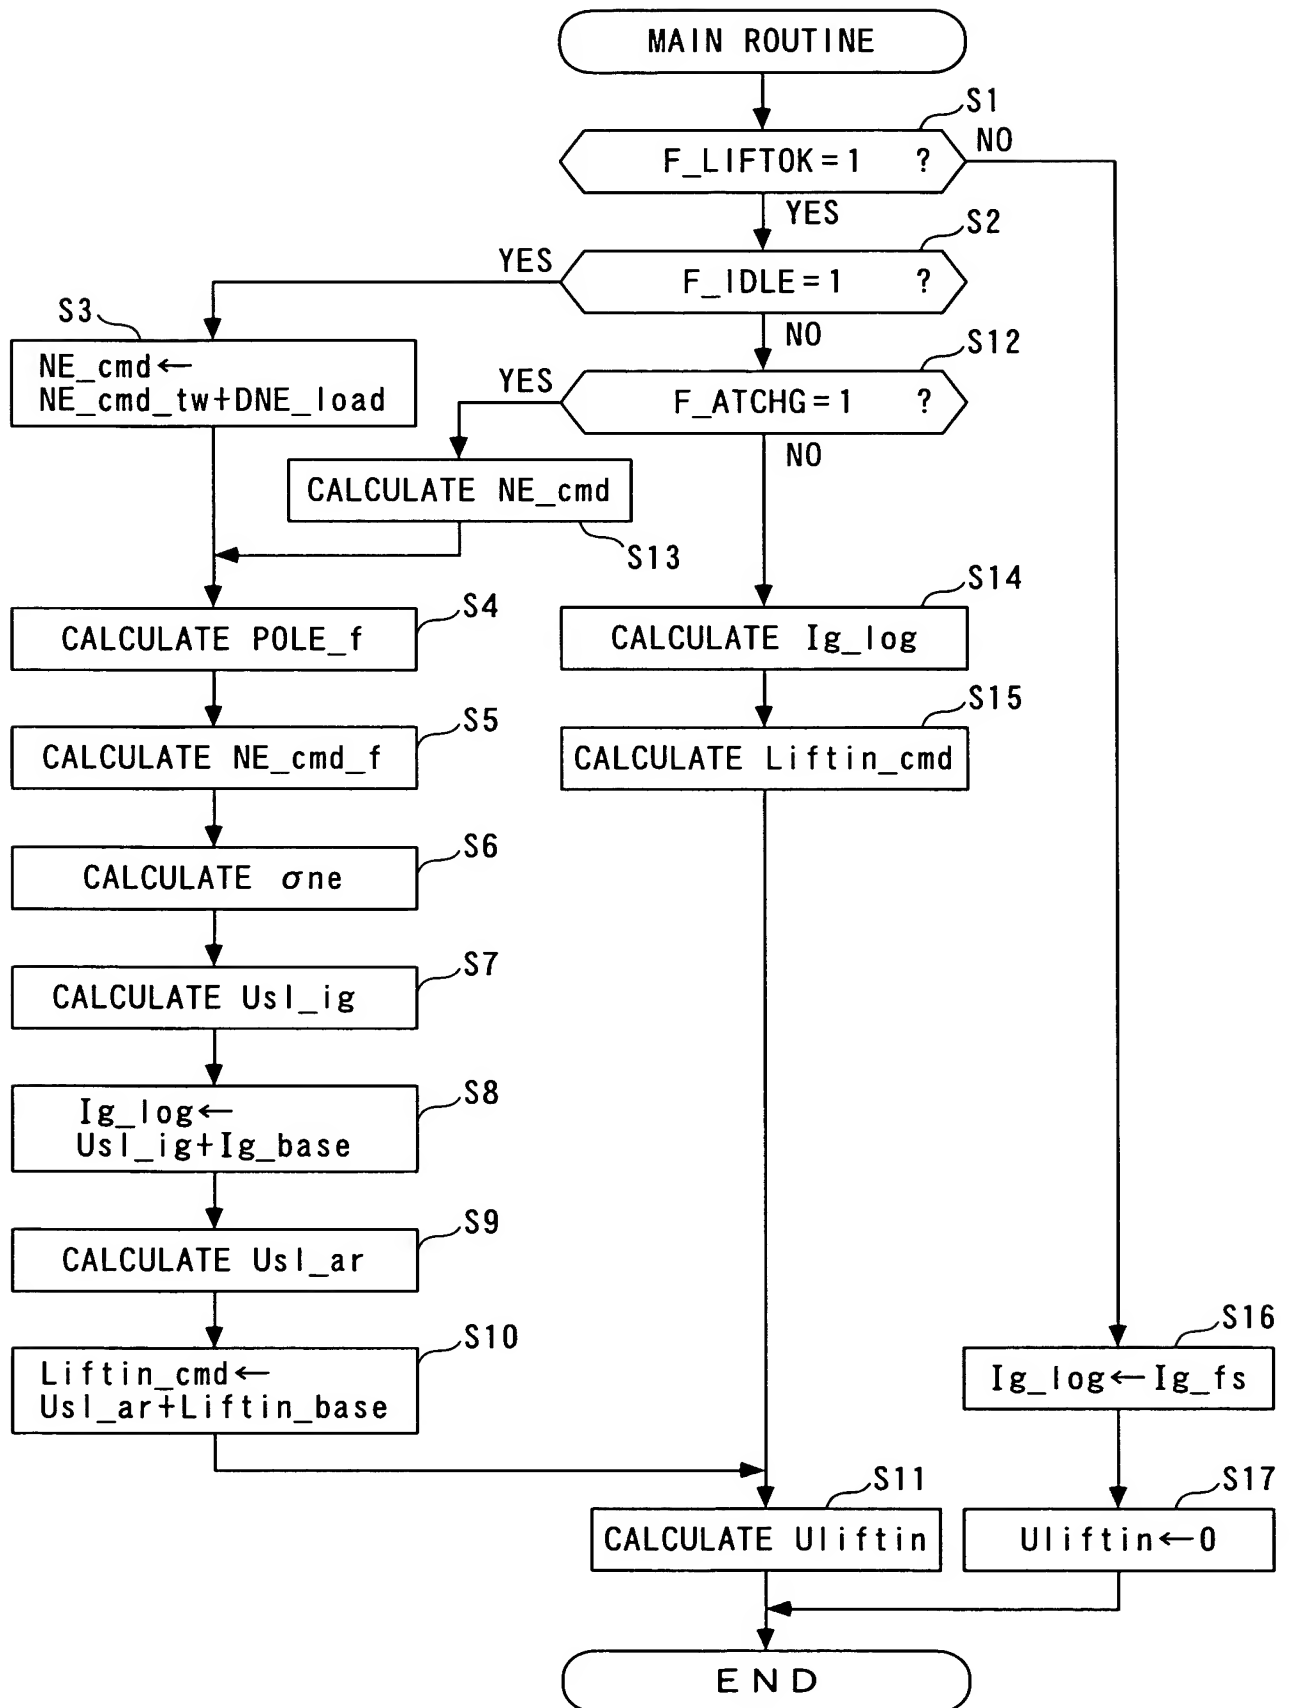 MAIN ROUTINE
S1
F_LIFTOK=1 ?
NO
YES
S2
YES
F_IDLE=1 ?
S3
NO
NE_cmd←
NE_cmd_tw+DNE_load
S12
YES
F_ATCHG=1 ?
NO
CALCULATE NE_cmd
S13
S4
CALCULATE POLE_f
S14
CALCULATE Ig_log
S5
CALCULATE NE_cmd_f
S15
CALCULATE Liftin_cmd
S6
CALCULATE σne
S7
CALCULATE Usl_ig
S8
Ig_log←
Usl_ig+Ig_base
S9
CALCULATE Usl_ar
S10
Liftin_cmd←
Usl_ar+Liftin_base
S16
Ig_log←Ig_fs
S11
CALCULATE Uliftin
S17
Uliftin←0
END